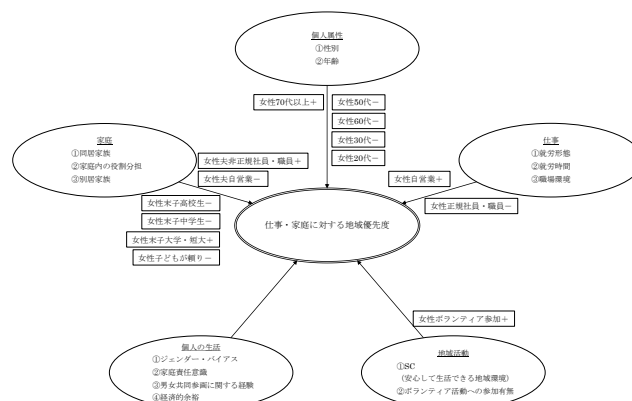 個人属性
①性別
②年齢
女性70代以上＋
女性50代－
女性60代－
女性30代－
女性20代－
家庭
①同居家族
②家庭内の役割分担
③別居家族
女性夫非正規社員・職員＋
女性夫自営業－
女性末子高校生－
女性末子中学生－
女性末子大学・短大＋
女性子どもが頼り－
仕事
①就労形態
②就労時間
③職場環境
女性自営業＋
女性正規社員・職員－
仕事・家庭に対する地域優先度
個人の生活
①ジェンダー・バイアス
②家庭責任意識
③男女共同参画に関する経験
④経済的余裕
女性ボランティア参加＋
地域活動
①SC
（安心して生活できる地域環境）
②ボランティア活動への参加有無